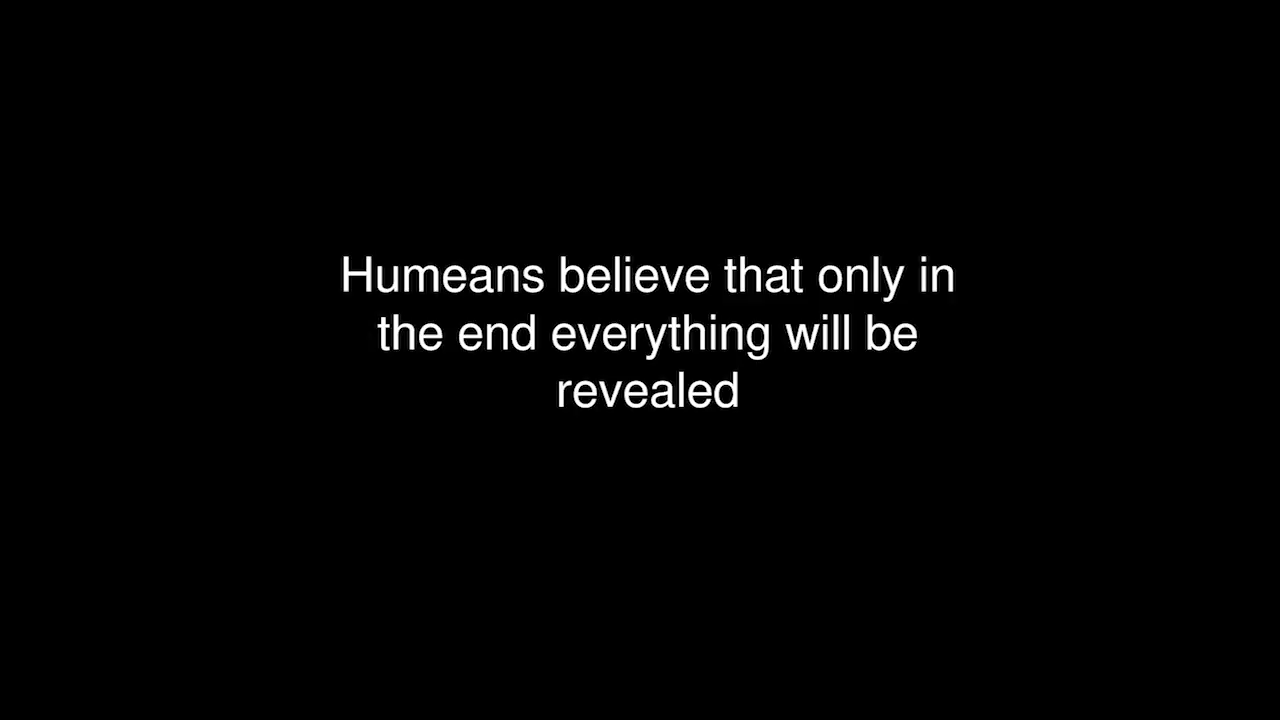 Humeans believe that only in
the end everything will be
revealed